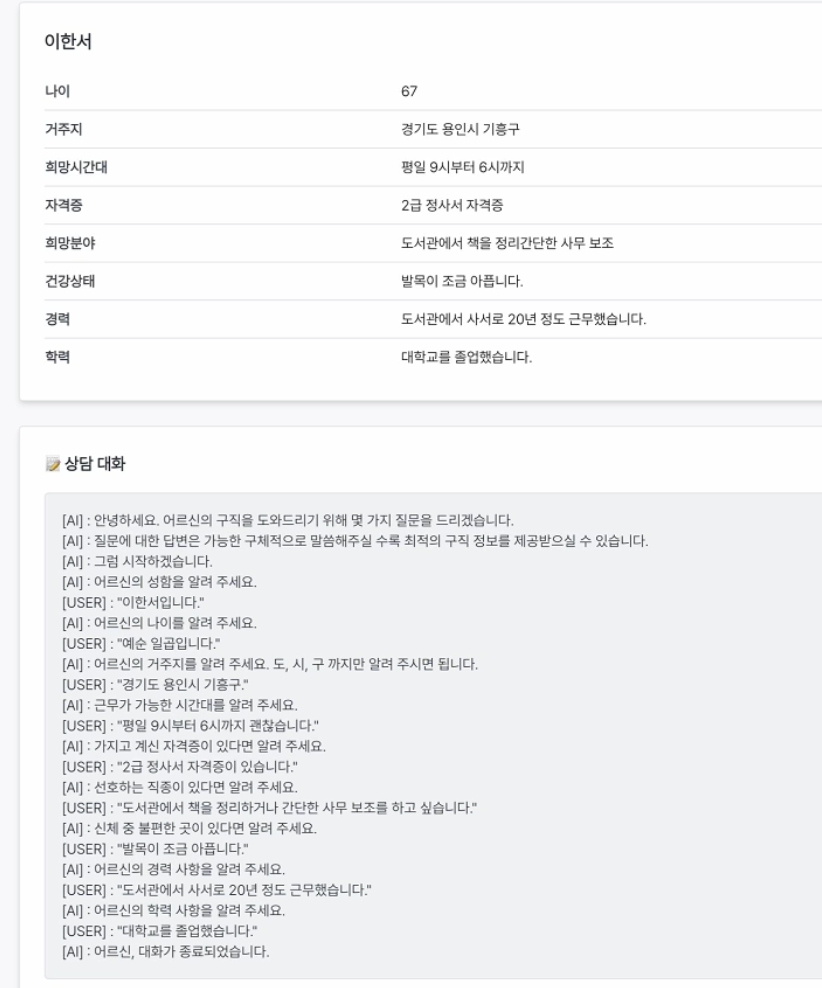 이한서
나이 67
거주지 경기도 용인시 기흥구
희망시간대 평일 9시부터 6시까지
자격증 2급 정사서 자격증
희망분야 도서관에서 책을 정리간단한 사무 보조
건강상태 발목이 조금 아픕니다.
경력 도서관에서 사서로 20년 정도 근무했습니다.
학력 대학교를 졸업했습니다.
📝 상담 대화
[AI] : 안녕하세요. 어르신의 구직을 도와드리기 위해 몇 가지 질문을 드리겠습니다.
[AI] : 질문에 대한 답변은 가능한 구체적으로 말씀해주실 수록 최적의 구직 정보를 제공받으실 수 있습니다.
[AI] : 그럼 시작하겠습니다.
[AI] : 어르신의 성함을 알려 주세요.
[USER] : "이한서입니다."
[AI] : 어르신의 나이를 알려 주세요.
[USER] : "예순 일곱입니다."
[AI] : 어르신의 거주지를 알려 주세요. 도, 시, 구 까지만 알려 주시면 됩니다.
[USER] : "경기도 용인시 기흥구."
[AI] : 근무가 가능한 시간대를 알려 주세요.
[USER] : "평일 9시부터 6시까지 괜찮습니다."
[AI] : 가지고 계신 자격증이 있다면 알려 주세요.
[USER] : "2급 정사서 자격증이 있습니다."
[AI] : 선호하는 직종이 있다면 알려 주세요.
[USER] : "도서관에서 책을 정리하거나 간단한 사무 보조를 하고 싶습니다."
[AI] : 신체 중 불편한 곳이 있다면 알려 주세요.
[USER] : "발목이 조금 아픕니다."
[AI] : 어르신의 경력 사항을 알려 주세요.
[USER] : "도서관에서 사서로 20년 정도 근무했습니다."
[AI] : 어르신의 학력 사항을 알려 주세요.
[USER] : "대학교를 졸업했습니다."
[AI] : 어르신, 대화가 종료되었습니다.